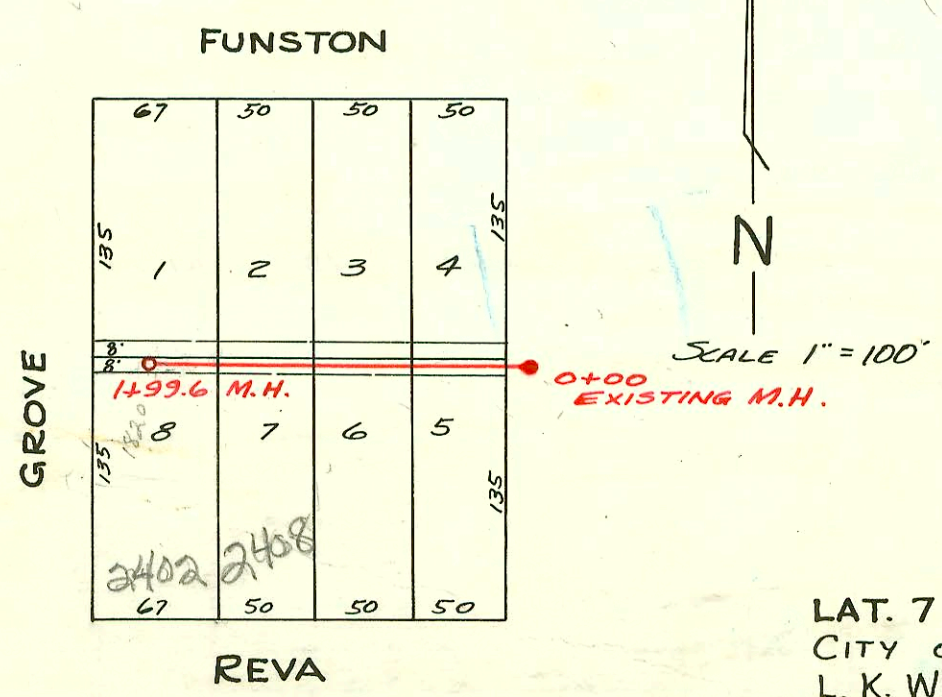 FUNSTON
67 50 50 50
135 135
1 2 3 4
N
SCALE 1" = 100'
8'
8'
GROVE
1+99.6 M.H.
0+00
EXISTING M.H.
1820
8 7 6 5
135 135
2402 2408
67 50 50 50
REVA
LAT. 7
CITY
L. K. W